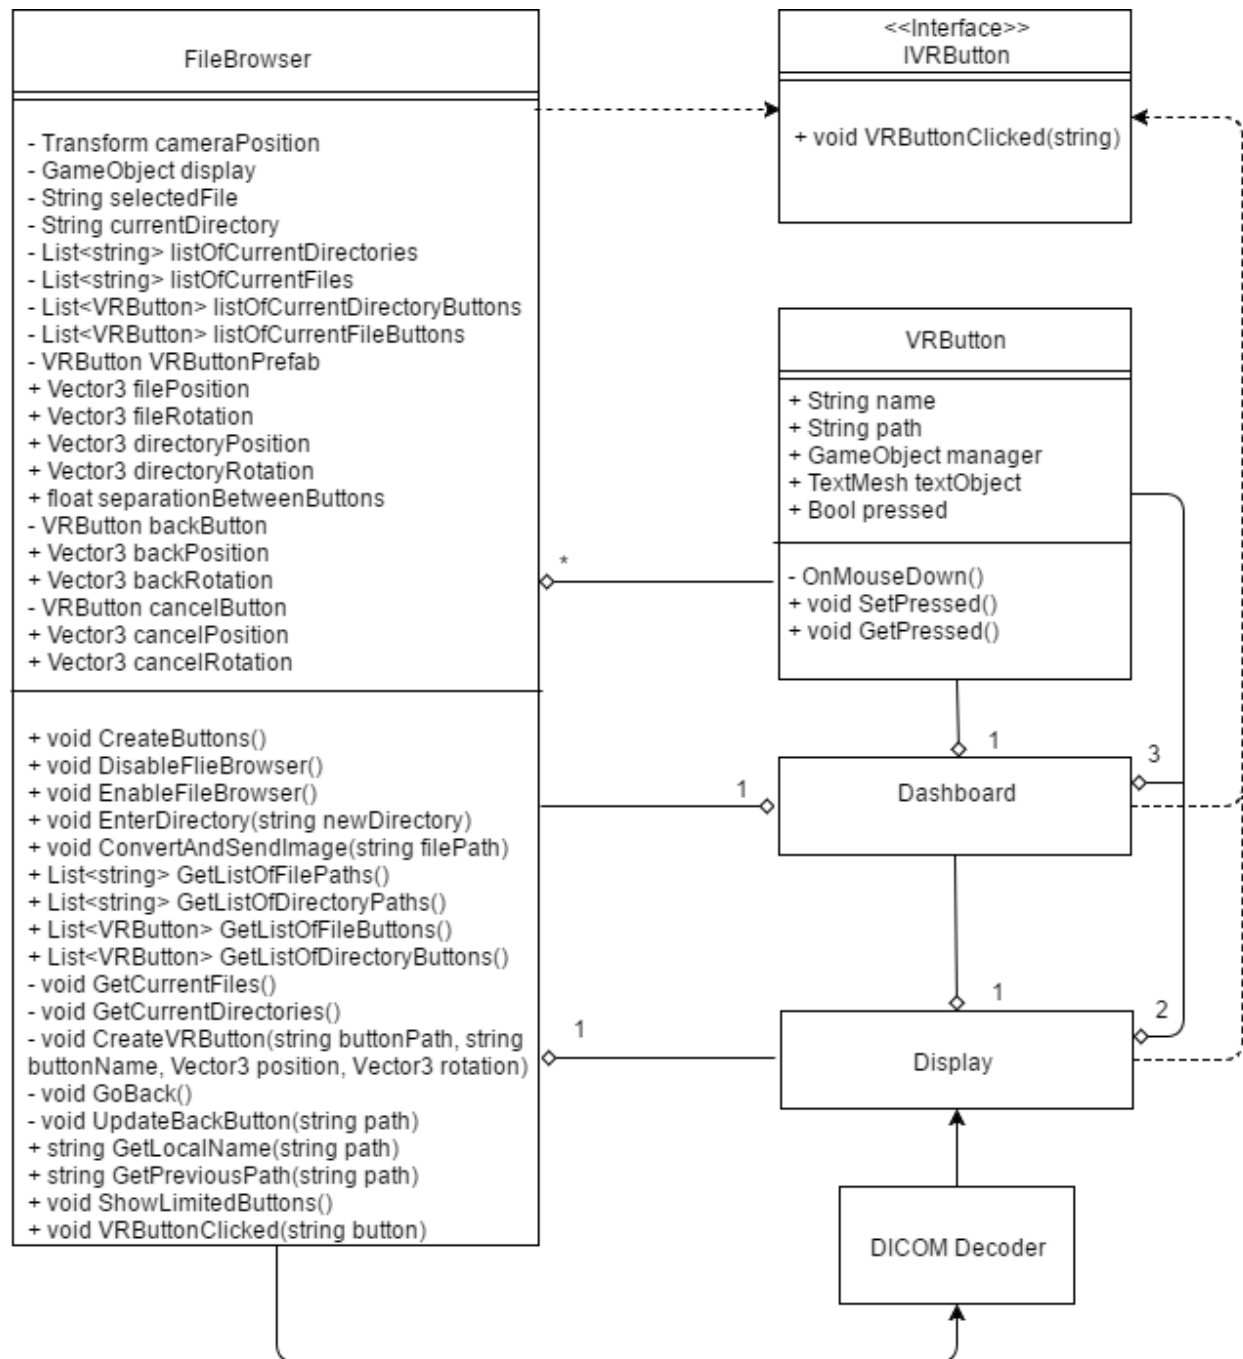 FileBrowser
- Transform cameraPosition
- GameObject display
- String selectedFile
- String currentDirectory
- List<string> listOfCurrentDirectories
- List<string> listOfCurrentFiles
- List<VRButton> listOfCurrentDirectoryButtons
- List<VRButton> listOfCurrentFileButtons
- VRButton VRButtonPrefab
+ Vector3 filePosition
+ Vector3 fileRotation
+ Vector3 directoryPosition
+ Vector3 directoryRotation
+ float separationBetweenButtons
- VRButton backButton
+ Vector3 backPosition
+ Vector3 backRotation
- VRButton cancelButton
+ Vector3 cancelPosition
+ Vector3 cancelRotation
+ void CreateButtons()
+ void DisableFlieBrowser()
+ void EnableFileBrowser()
+ void EnterDirectory(string newDirectory)
+ void ConvertAndSendImage(string filePath)
+ List<string> GetListOfFilePaths()
+ List<string> GetListOfDirectoryPaths()
+ List<VRButton> GetListOfFileButtons()
+ List<VRButton> GetListOfDirectoryButtons()
- void GetCurrentFiles()
- void GetCurrentDirectories()
- void CreateVRButton(string buttonPath, string
buttonName, Vector3 position, Vector3 rotation)
- void GoBack()
- void UpdateBackButton(string path)
+ string GetLocalName(string path)
+ string GetPreviousPath(string path)
+ void ShowLimitedButtons()
+ void VRButtonClicked(string button)
<<Interface>>
IVRButton
+ void VRButtonClicked(string)
VRButton
+ String name
+ String path
+ GameObject manager
+ TextMesh textObject
+ Bool pressed
- OnMouseDown()
+ void SetPressed()
+ void GetPressed()
*
1
3
1
Dashboard
1
2
1
Display
DICOM Decoder